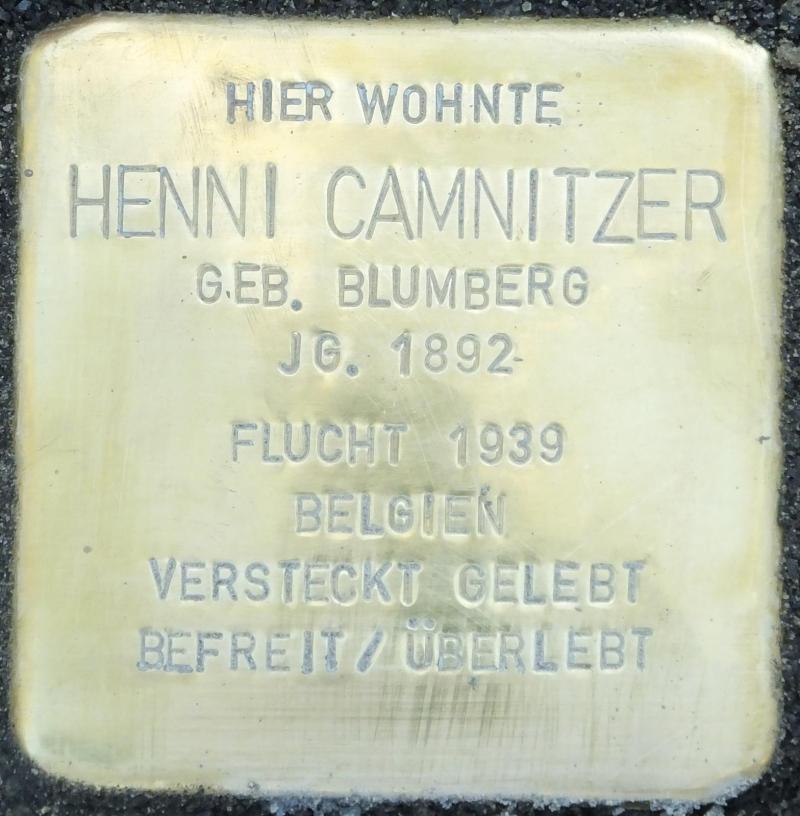 HIER WOHNTE
HENNI CAMNITZER
GEB. BLUMBERG
JG. 1892
FLUCHT 1939
BELGIEN
VERSTECKT GELEBT
BEFREIT / ÜBERLEBT